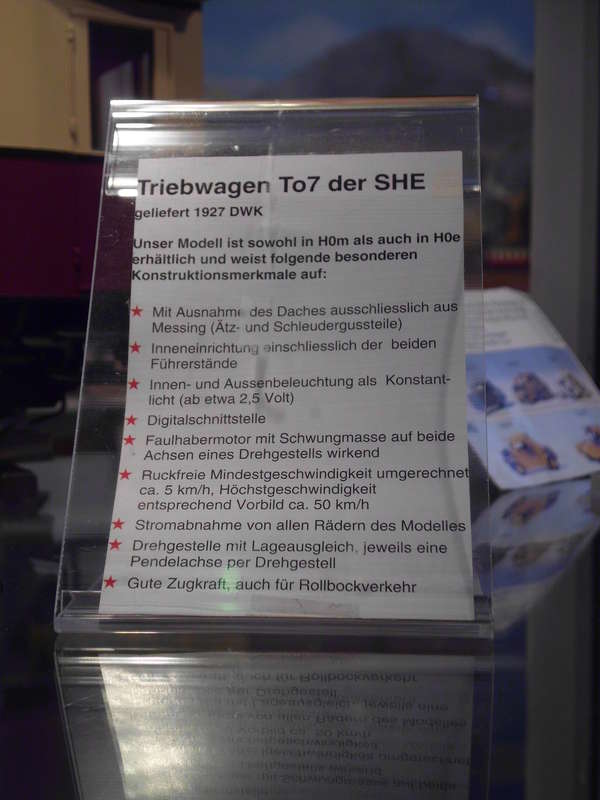 Triebwagen To7 der SHE
geliefert 1927 DWK
Unser Modell ist sowohl in H0m als auch in H0e
erhältlich und weist folgende besonderen
Konstruktionsmerkmale auf:
Mit Ausnahme des Daches ausschliesslich aus
Messing (Ätz- und Schleudergussteile)
Inneneinrichtung einschliesslich der beiden
Führerstände
Innen- und Aussenbeleuchtung als Konstant-
licht (ab etwa 2,5 Volt)
Digitalschnittstelle
Faulhabermotor mit Schwungmasse auf beide
Achsen eines Drehgestells wirkend
Ruckfreie Mindestgeschwindigkeit umgerechnet
ca. 5 km/h, Höchstgeschwindigkeit
entsprechend Vorbild ca. 50 km/h
Stromabnahme von allen Rädern des Modelles
Drehgestelle mit Lageausgleich, jeweils eine
Pendelachse per Drehgestell
Gute Zugkraft, auch für Rollbockverkehr